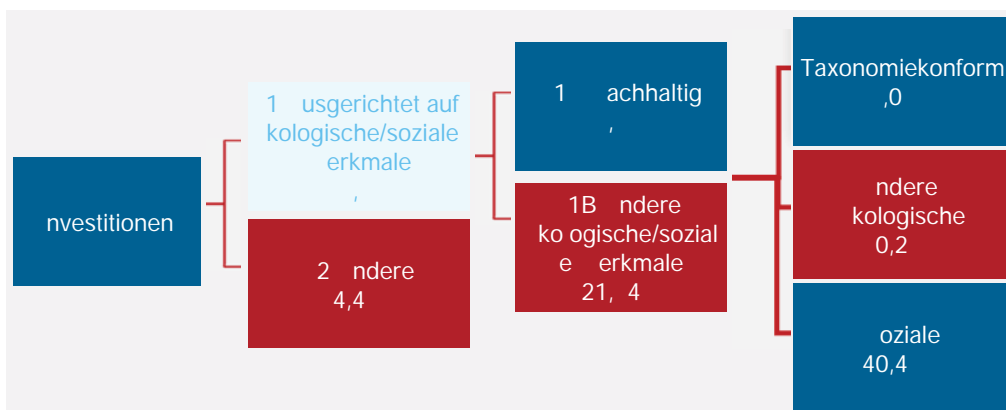 nvestitionen
1 usgerichtet auf
kologische/soziale
erkmale
,
2 ndere
4,4
1 achhaltig
,
1B ndere
ko ogische/sozial
e erkmale
21, 4
Taxonomiekonform
,0
ndere
kologische
0,2
oziale
40,4